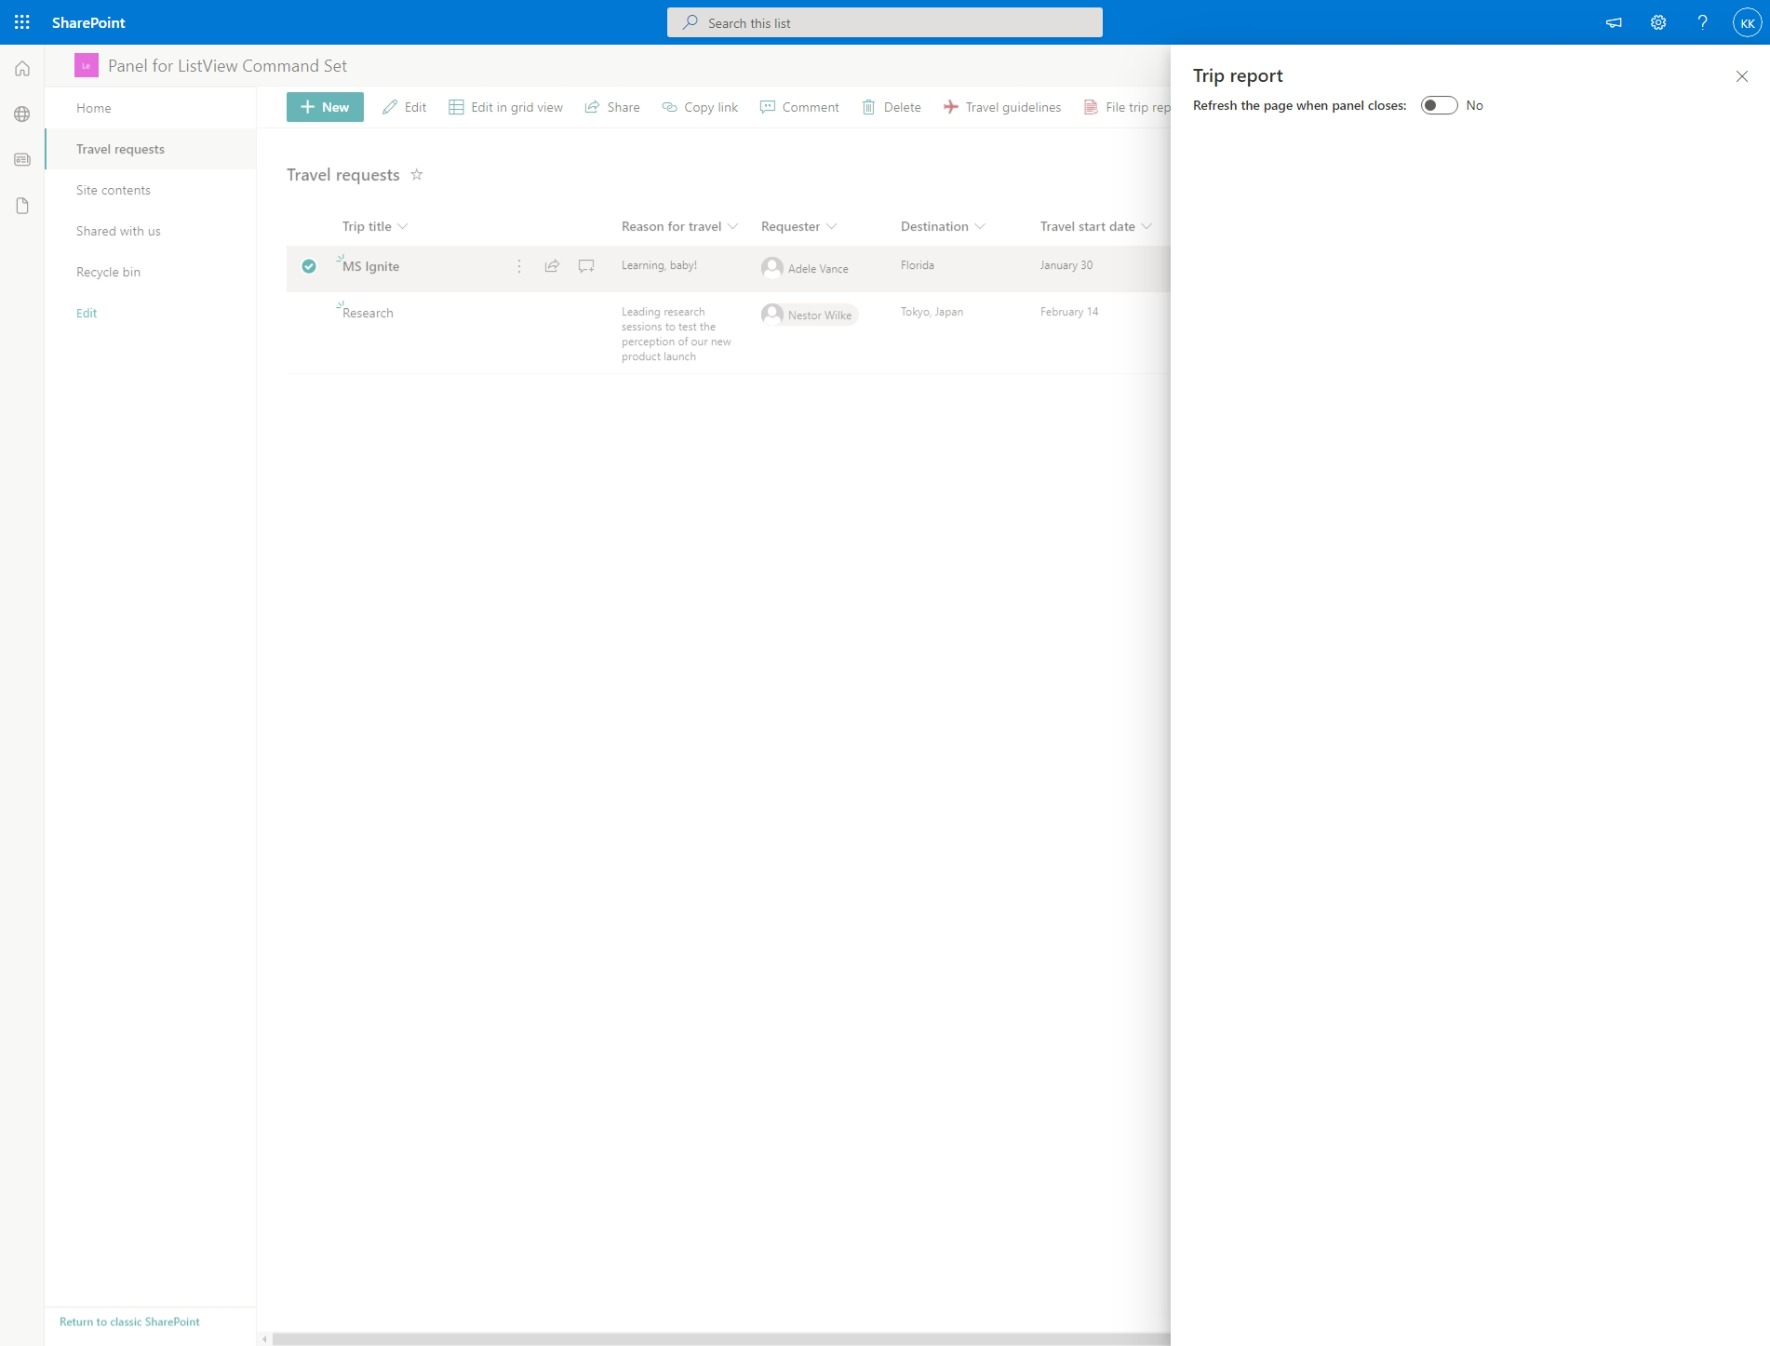 SharePoint
Search this list
KK
Le
Panel for ListView Command Set
Trip report
Refresh the page when panel closes:
No
Home
Travel requests
Site contents
Shared with us
Recycle bin
Edit
New
Edit
Edit in grid view
Share
Copy link
Comment
Delete
Travel guidelines
File trip rep
Travel requests
Trip title
Reason for travel
Requester
Destination
Travel start date
MS Ignite
Learning, baby!
Adele Vance
Florida
January 30
Research
Leading research
sessions to test the
perception of our new
product launch
Nestor Wilke
Tokyo, Japan
February 14
Return to classic SharePoint